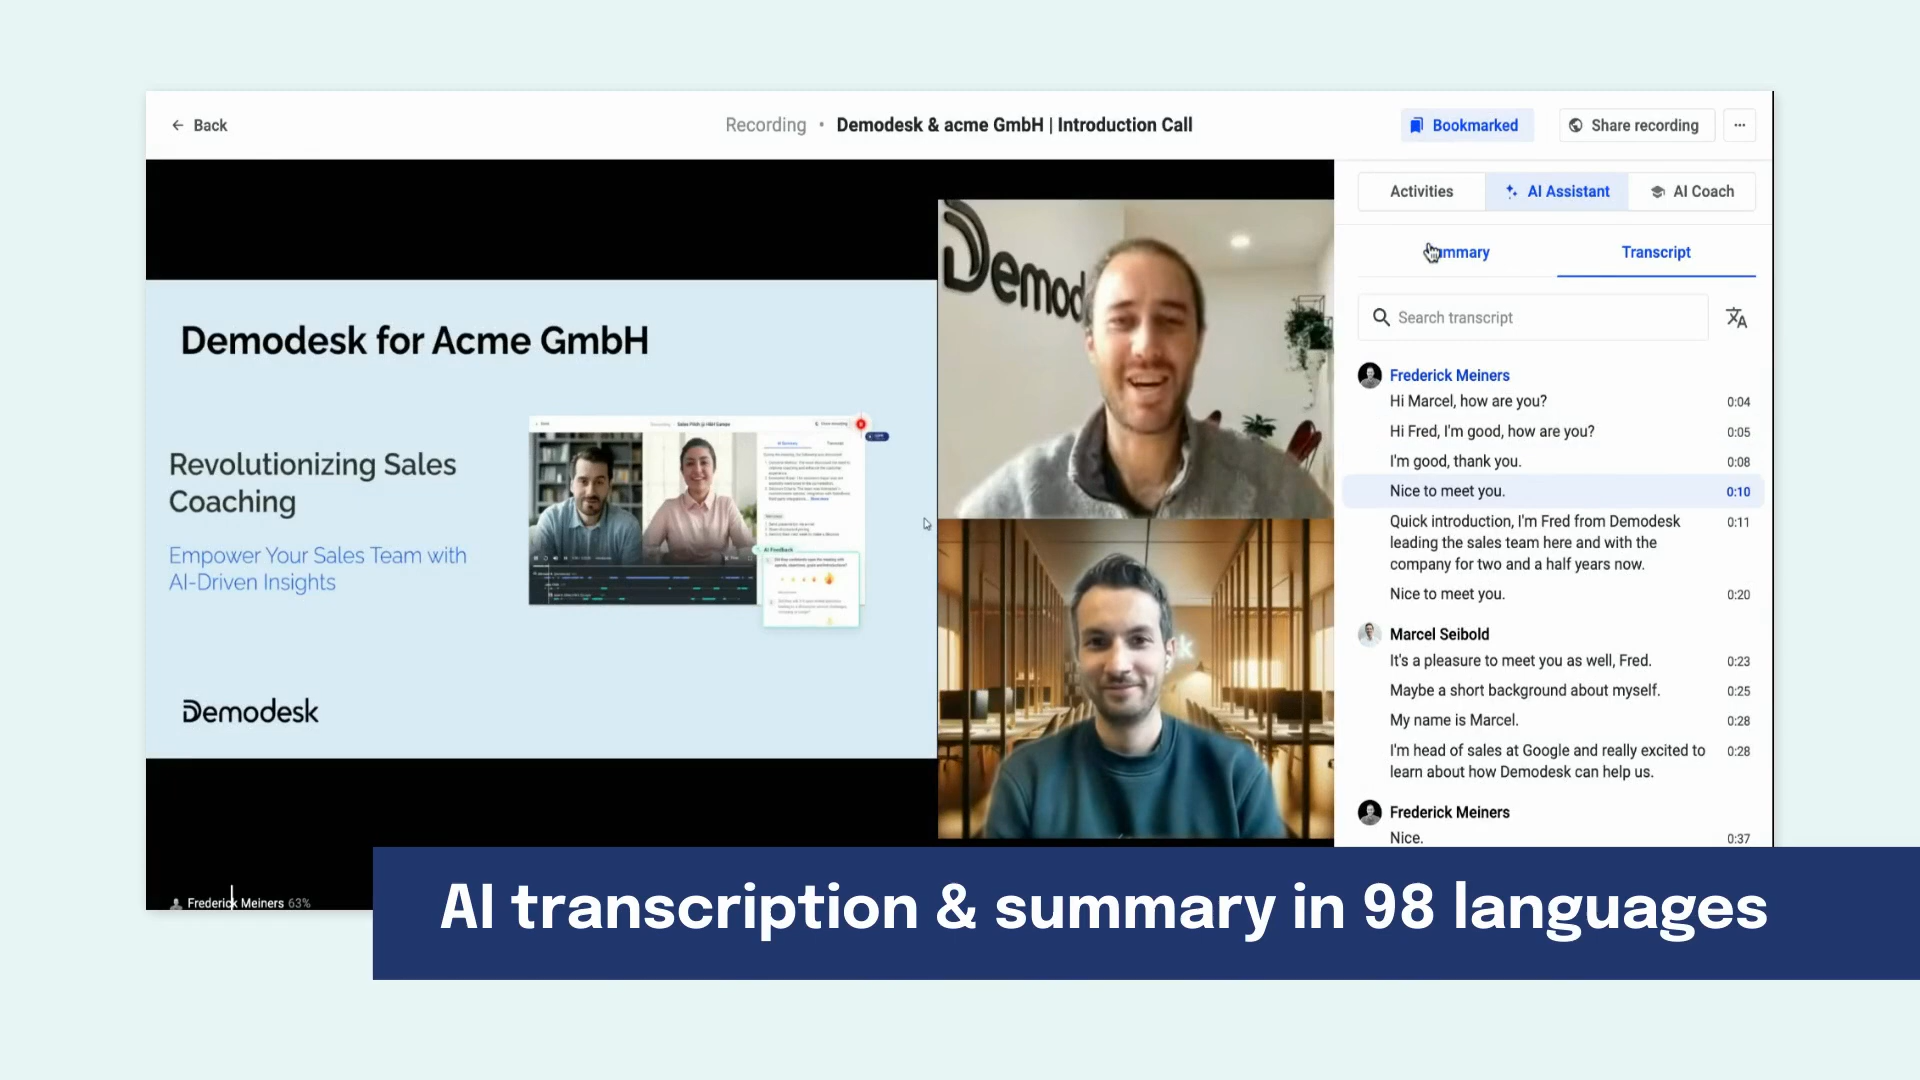 Back
Recording • Demodesk & acme GmbH | Introduction Call
Bookmarked
Share recording
Activities
AI Assistant
AI Coach
Demodesk for Acme GmbH
Revolutionizing Sales
Coaching
Empower Your Sales Team with
AI-Driven Insights
AI Feedback
Demodesk
Demod
mmary
Transcript
Search transcript
Frederick Meiners
Hi Marcel, how are you? 0:04
Hi Fred, I'm good, how are you? 0:05
I'm good, thank you. 0:08
Nice to meet you. 0:10
Quick introduction, I'm Fred from Demodesk 0:11
leading the sales team here and with the
company for two and a half years now.
Nice to meet you. 0:20
Marcel Seibold
It's a pleasure to meet you as well, Fred. 0:23
Maybe a short background about myself. 0:25
My name is Marcel. 0:28
I'm head of sales at Google and really excited to 0:28
learn about how Demodesk can help us.
Frederick Meiners
Nice. 0:37
Frederick Meiners 63%
AI transcription & summary in 98 languages